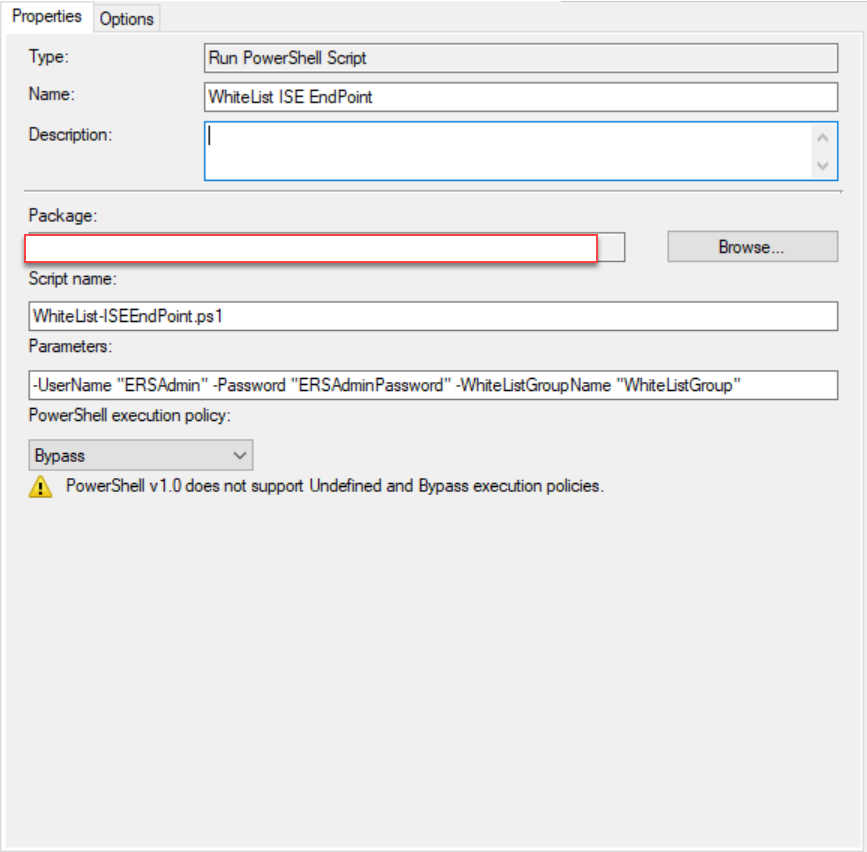 Properties
Options
Type:
Run PowerShell Script
Name:
WhiteList ISE EndPoint
Description:
Package:
Browse...
Script name:
WhiteList-ISEEndPoint.ps1
Parameters:
-UserName "ERSAdmin" -Password "ERSAdminPassword" -WhiteListGroupName "WhiteListGroup"
PowerShell execution policy:
Bypass
PowerShell v1.0 does not support Undefined and Bypass execution policies.